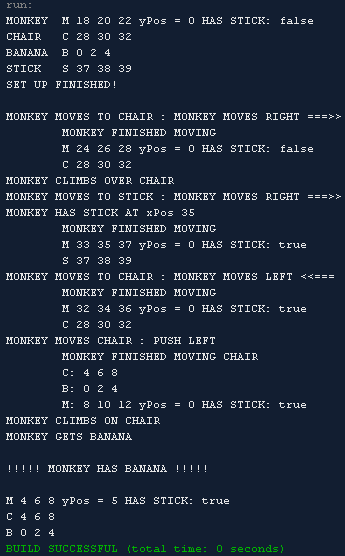 run:
MONKEY M 18 20 22 yPos = 0 HAS STICK: false
CHAIR C 28 30 32
BANANA B 0 2 4
STICK S 37 38 39
SET UP FINISHED!
MONKEY MOVES TO CHAIR : MONKEY MOVES RIGHT ===>>
MONKEY FINISHED MOVING
M 24 26 28 yPos = 0 HAS STICK: false
C 28 30 32
MONKEY CLIMBS OVER CHAIR
MONKEY MOVES TO STICK : MONKEY MOVES RIGHT ===>>
MONKEY HAS STICK AT xPos 35
MONKEY FINISHED MOVING
M 33 35 37 yPos = 0 HAS STICK: true
S 37 38 39
MONKEY MOVES TO CHAIR : MONKEY MOVES LEFT <<===
MONKEY FINISHED MOVING
M 32 34 36 yPos = 0 HAS STICK: true
C 28 30 32
MONKEY MOVES CHAIR : PUSH LEFT
MONKEY FINISHED MOVING CHAIR
C: 4 6 8
B: 0 2 4
M: 8 10 12 yPos = 0 HAS STICK: true
MONKEY CLIMBS ON CHAIR
MONKEY GETS BANANA
!!!!! MONKEY HAS BANANA !!!!!
M 4 6 8 yPos = 5 HAS STICK: true
C 4 6 8
B 0 2 4
BUILD SUCCESSFUL (total time: 0 seconds)